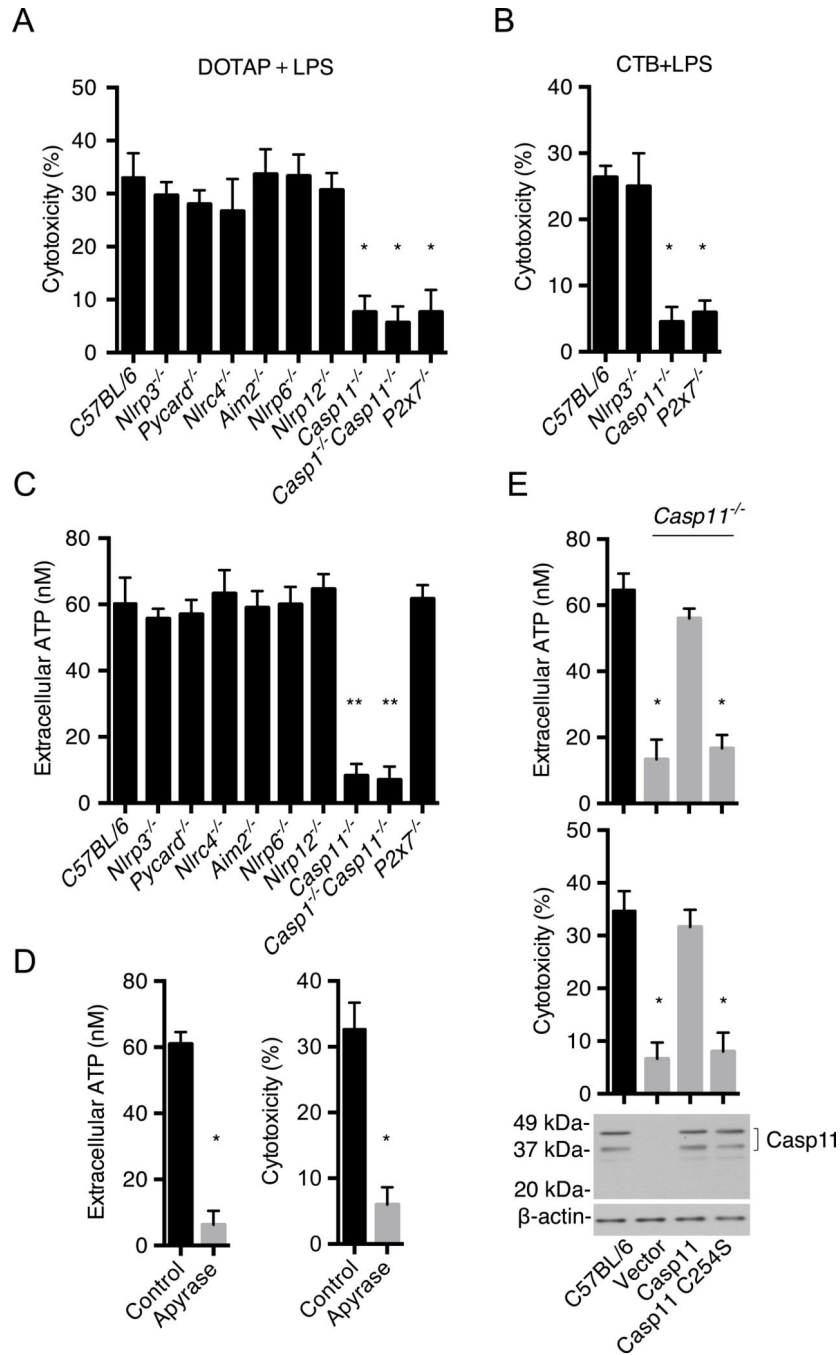 A
DOTAP + LPS
Cytotoxicity (%)
50
40
30
20
10
0
C57BL/6
Nlrp3-/-
Pycard-/-
Nlrc4-/-
Aim2-/-
Nlrp6-/-
Nlrp12-/-
Casp11-/-
Casp1-/- Casp11-/-
P2x7-/-
* * *
B
CTB+LPS
Cytotoxicity (%)
40
30
20
10
0
C57BL/6
Nlrp3-/-
Casp11-/-
P2x7-/-
* *
C
Extracellular ATP (nM)
80
60
40
20
0
C57BL/6
Nlrp3-/-
Pycard-/-
Nlrc4-/-
Aim2-/-
Nlrp6-/-
Nlrp12-/-
Casp11-/-
Casp1-/- Casp11-/-
P2x7-/-
** **
D
Extracellular ATP (nM)
80
60
40
20
0
Control
Apyrase
*
Cytotoxicity (%)
40
30
20
10
0
Control
Apyrase
*
E
Casp11-/-
Extracellular ATP (nM)
80
60
40
20
0
* *
Cytotoxicity (%)
50
40
30
20
10
0
* *
49 kDa-
37 kDa-
20 kDa-
Casp11
β-actin-
C57BL/6
Vector
Casp11
Casp11 C254S